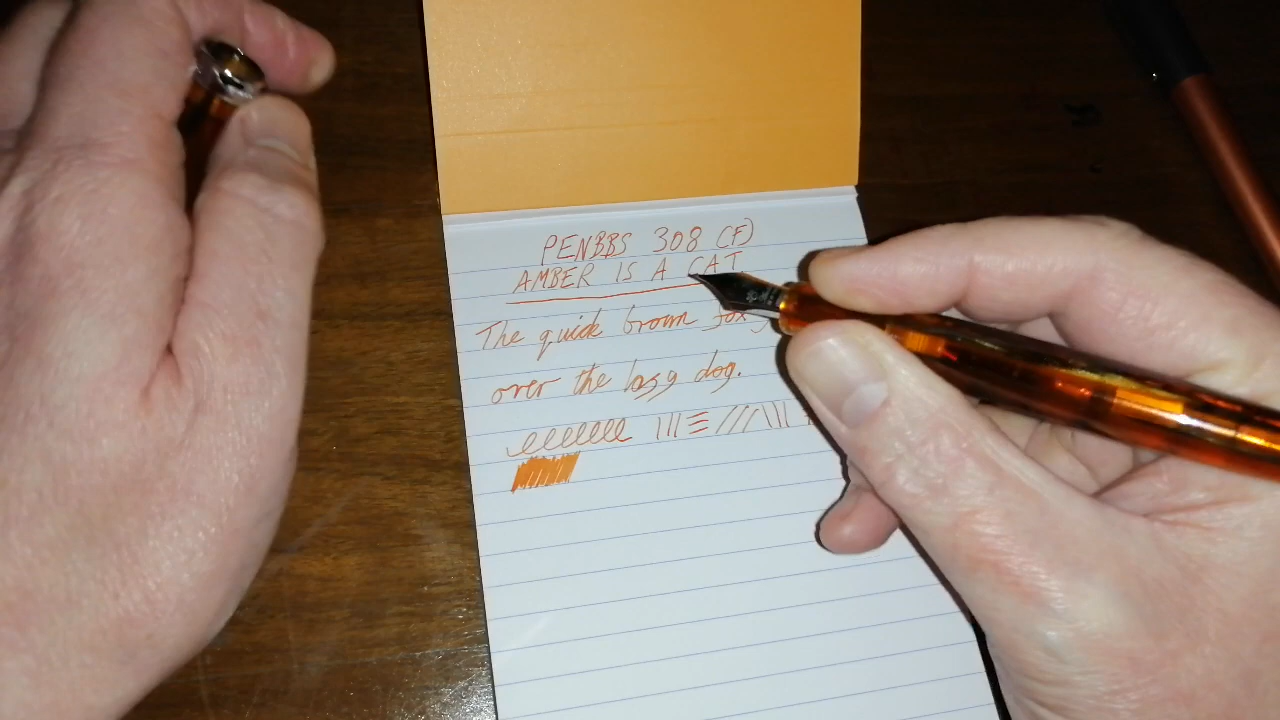 PENBBS 308 (F)
AMBER IS A CAT
The quick brown fox
over the lazy dog.